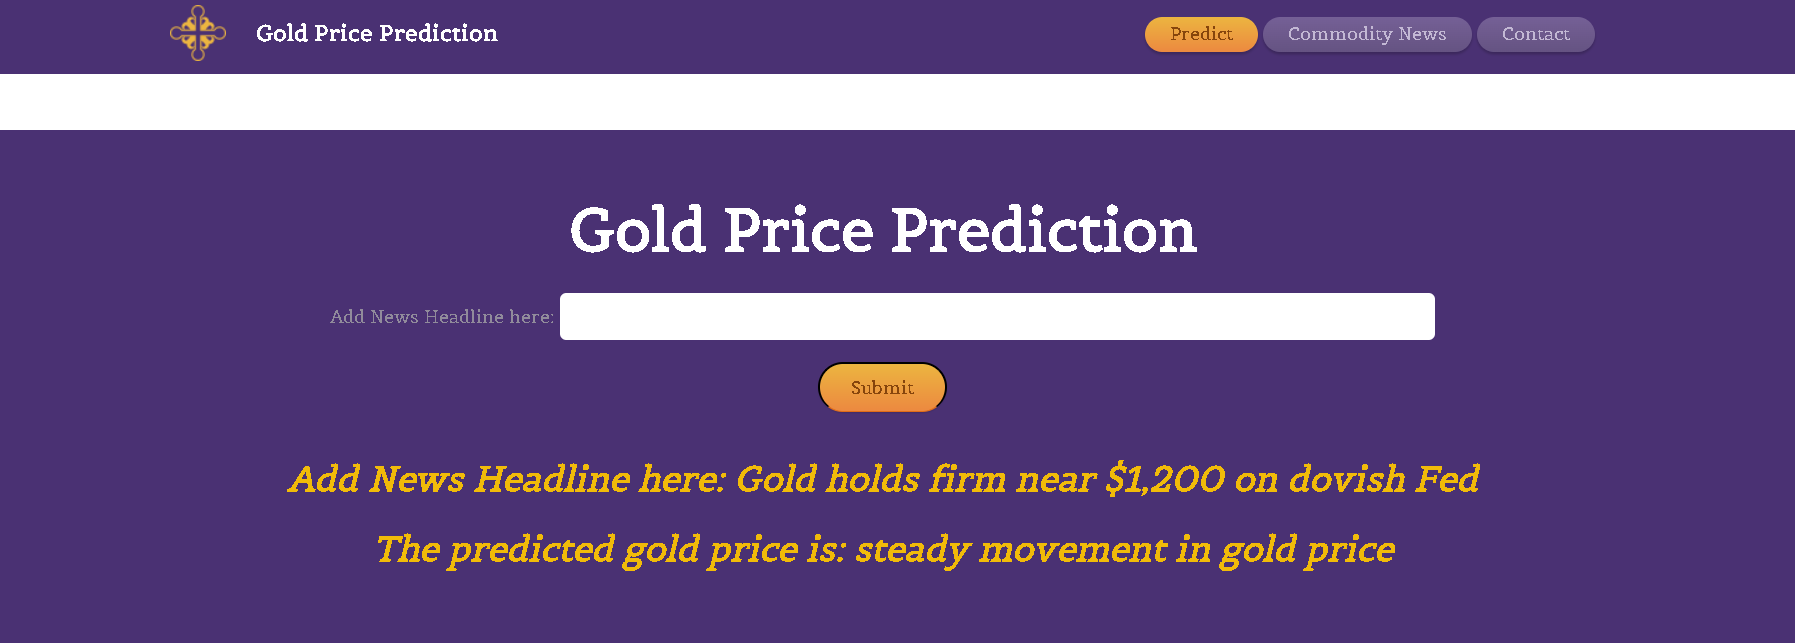 Gold Price Prediction
Predict
Commodity News
Contact
Gold Price Prediction
Add News Headline here:
Submit
Add News Headline here: Gold holds firm near $1,200 on dovish Fed
The predicted gold price is: steady movement in gold price